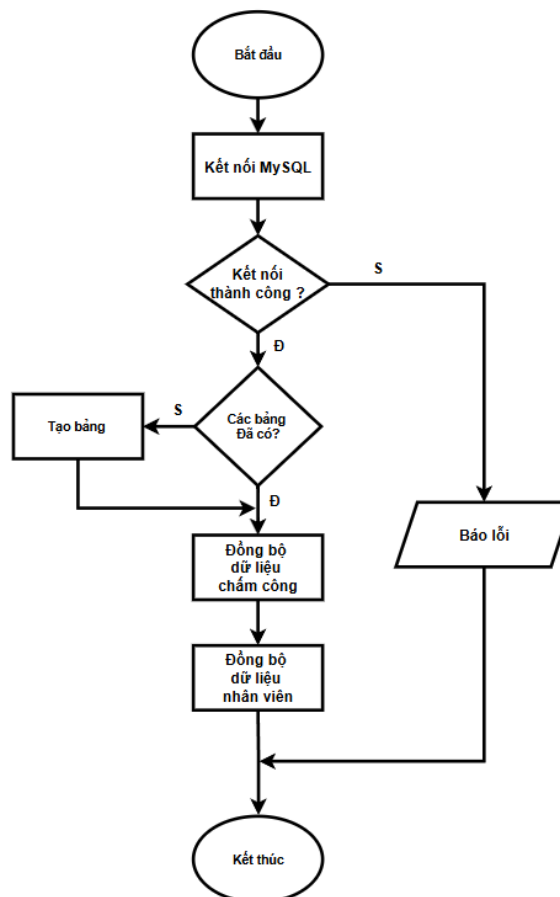 Bắt đầu
Kết nối MySQL
Kết nối
thành công ?
S
Đ
Các bảng
Đã có?
S
Tạo bảng
Đ
Báo lỗi
Đồng bộ
dữ liệu
chấm công
Đồng bộ
dữ liệu
nhân viên
Kết thúc